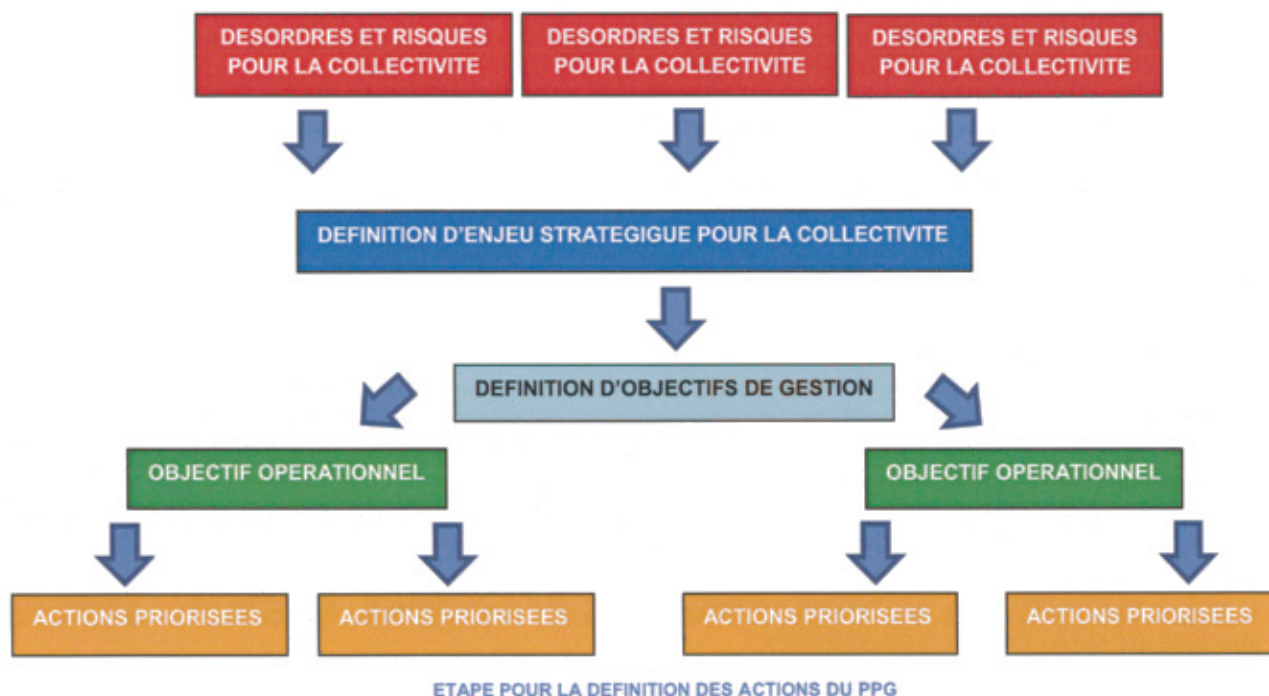 DESORDRES ET RISQUES
POUR LA COLLECTIVITE
DESORDRES ET RISQUES
POUR LA COLLECTIVITE
DESORDRES ET RISQUES
POUR LA COLLECTIVITE
DEFINITION D'ENJEU STRATEGIGUE POUR LA COLLECTIVITE
DEFINITION D'OBJECTIFS DE GESTION
OBJECTIF OPERATIONNEL
OBJECTIF OPERATIONNEL
ACTIONS PRIORISEES
ACTIONS PRIORISEES
ACTIONS PRIORISEES
ACTIONS PRIORISEES
ETAPE POUR LA DEFINITION DES ACTIONS DU PPG